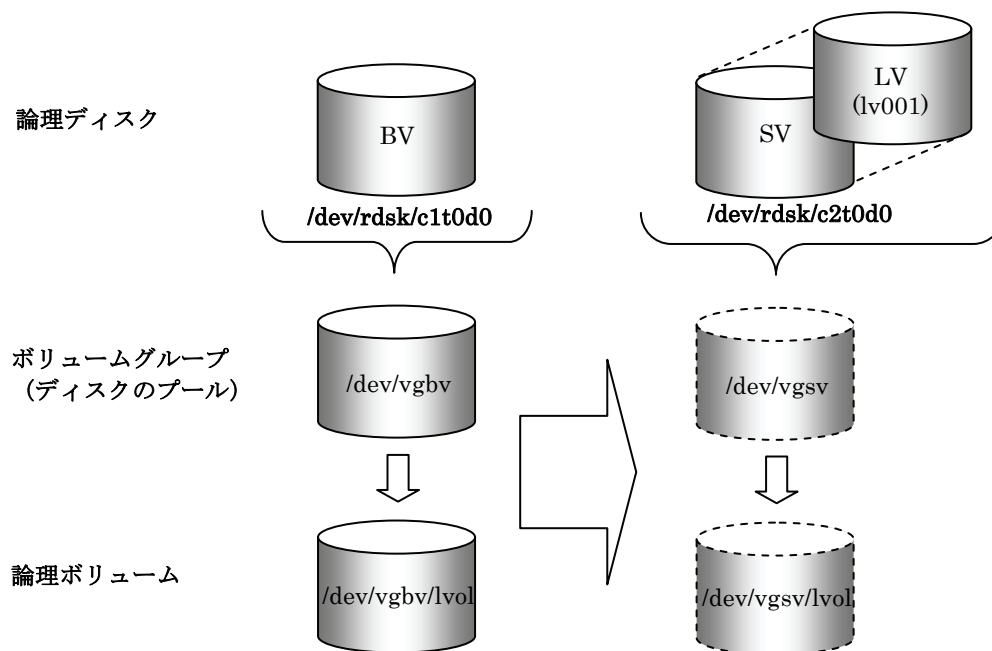 論理ディスク
BV
SV
LV
(lv001)
/dev/rdsk/c1t0d0
/dev/rdsk/c2t0d0
ボリュームグループ
(ディスクのプール)
/dev/vgbv
/dev/vgsv
論理ボリューム
/dev/vgbv/lvol
/dev/vgsv/lvol